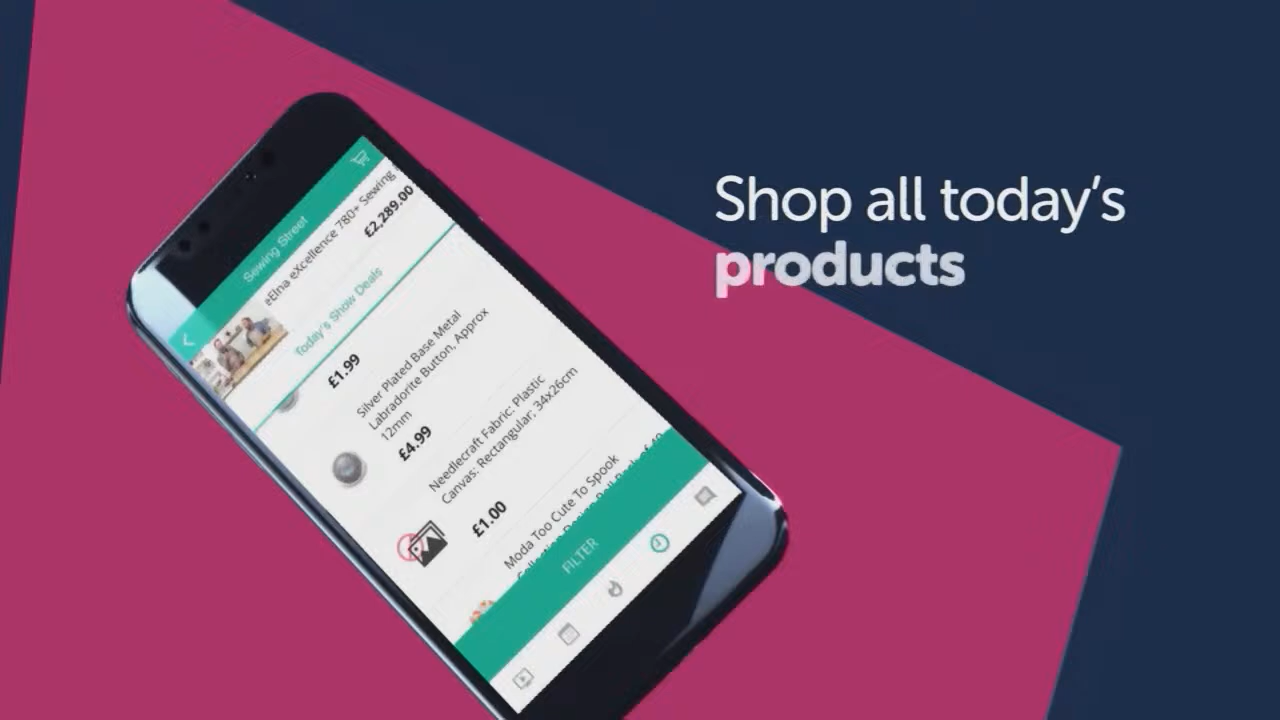 Shop all today's
products
Sewing Street
eElna eXcellence 780+ Sewing
£2,289.00
Today's Show Deals
£1.99
Silver Plated Base Metal
Labradorite Button, Approx
12mm
£4.99
Needlecraft Fabric: Plastic
Canvas: Rectangular: 34x26cm
£1.00
Moda Too Cute To Spook
FILTER